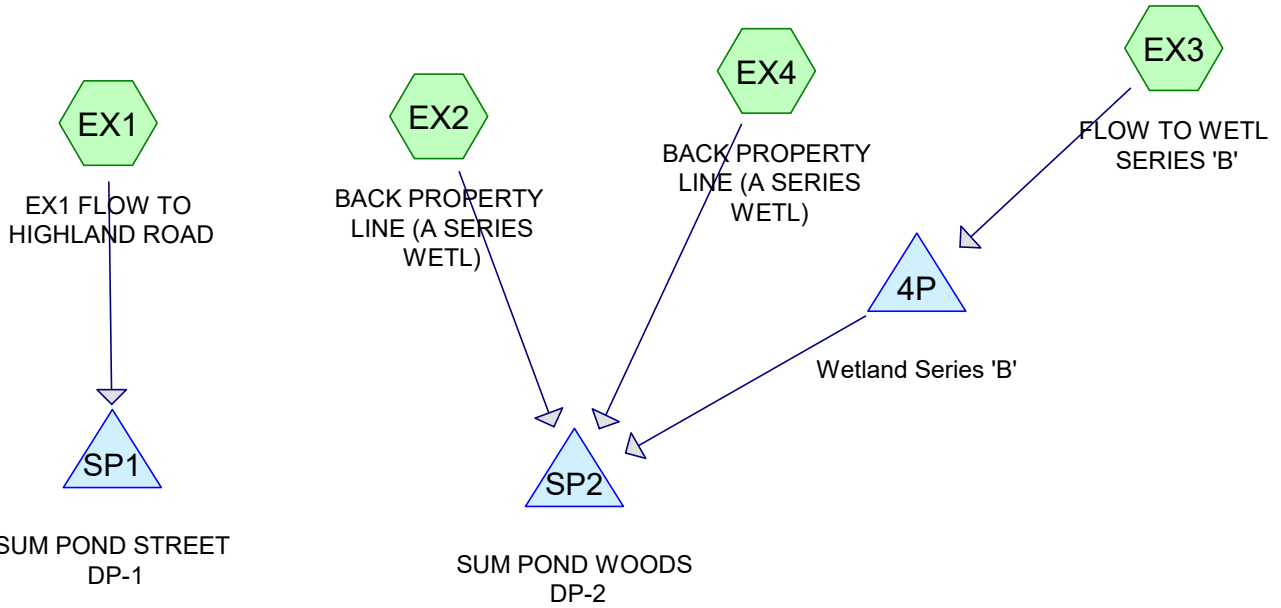 EX1
EX1 FLOW TO
HIGHLAND ROAD
EX2
BACK PROPERTY
LINE (A SERIES
WETL)
EX4
BACK PROPERTY
LINE (A SERIES
WETL)
EX3
FLOW TO WETL
SERIES 'B'
4P
Wetland Series 'B'
SP1
SUM POND STREET
DP-1
SP2
SUM POND WOODS
DP-2